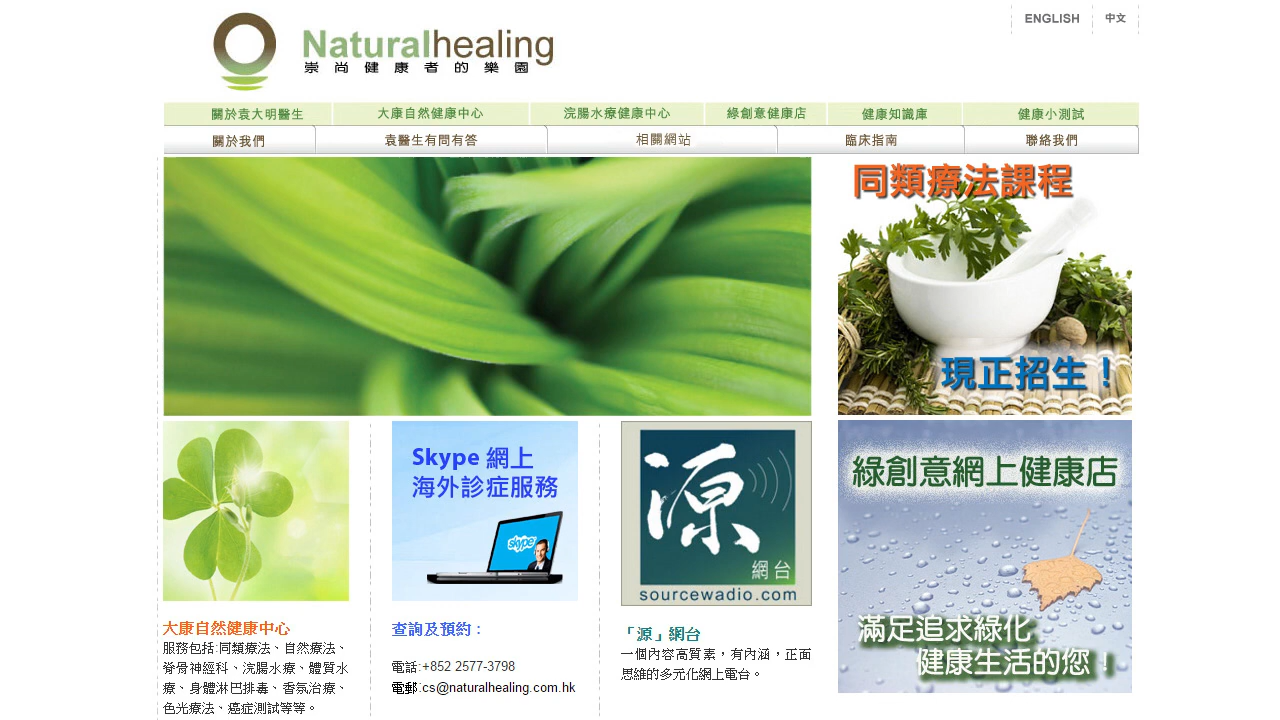 ENGLISH 中文
Naturalhealing
崇尚健康者的樂園
關於袁大明醫生 大康自然健康中心 浣腸水療健康中心 綠創意健康店 健康知識庫 健康小測試
關於我們 袁醫生有問有答 相關網站 臨床指南 聯絡我們
同類療法課程
現正招生！
Skype 網上
海外診症服務
skype
源
網台
sourcewadio.com
綠創意網上健康店
滿足追求綠化
健康生活的您！
大康自然健康中心
服務包括:同類療法、自然療法、
脊骨神經科、浣腸水療、體質水
療、身體淋巴排毒、香氛治療、
色光療法、癌症測試等等。
查詢及預約：
電話:+852 2577-3798
電郵:cs@naturalhealing.com.hk
「源」網台
一個內容高質素，有內涵，正面
思維的多元化網上電台。